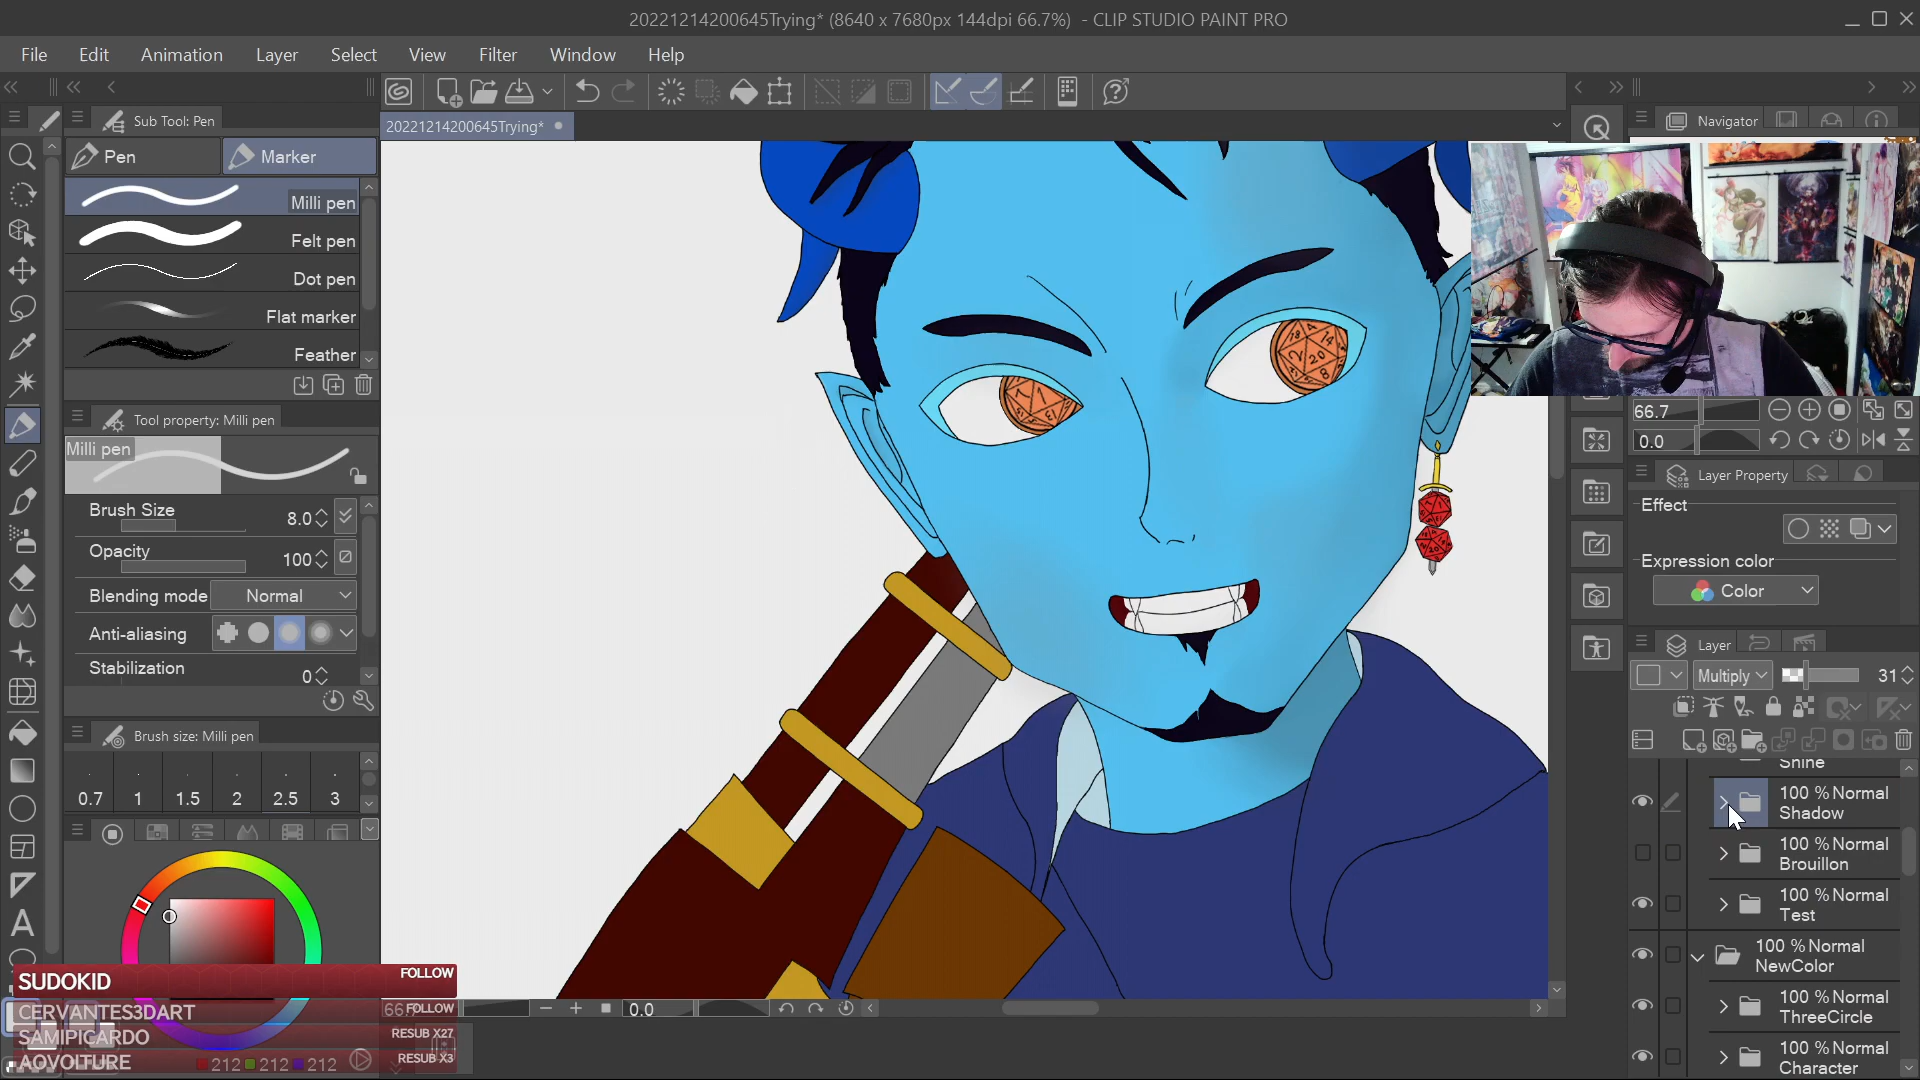 20221214200645Trying* (8640 x 7680px 144dpi 66.7%) - CLIP STUDIO PAINT PRO
File Edit Animation Layer Select View Filter Window Help
Sub Tool: Pen
20221214200645Trying*
Navigator
Pen Marker
Milli pen
Felt pen
Dot pen
Flat marker
Feather
Tool property: Milli pen
Milli pen
Brush Size 8.0
Opacity 100
Blending mode Normal
Anti-aliasing
Stabilization 0
Brush size: Milli pen
0.7 1 1.5 2 2.5 3
66.7
0.0
Layer Property
Effect
Expression color
Color
Layer
Multiply 31
Shine
100 % Normal
Shadow
100 % Normal
Brouillon
100 % Normal
Test
100 % Normal
NewColor
100 % Normal
ThreeCircle
100 % Normal
Character
SUDOKID FOLLOW
CERVANTES3DART FOLLOW
SAMIPICARDO RESUB X27
AOVOLTURE RESUB X3
212 212 212
0.0